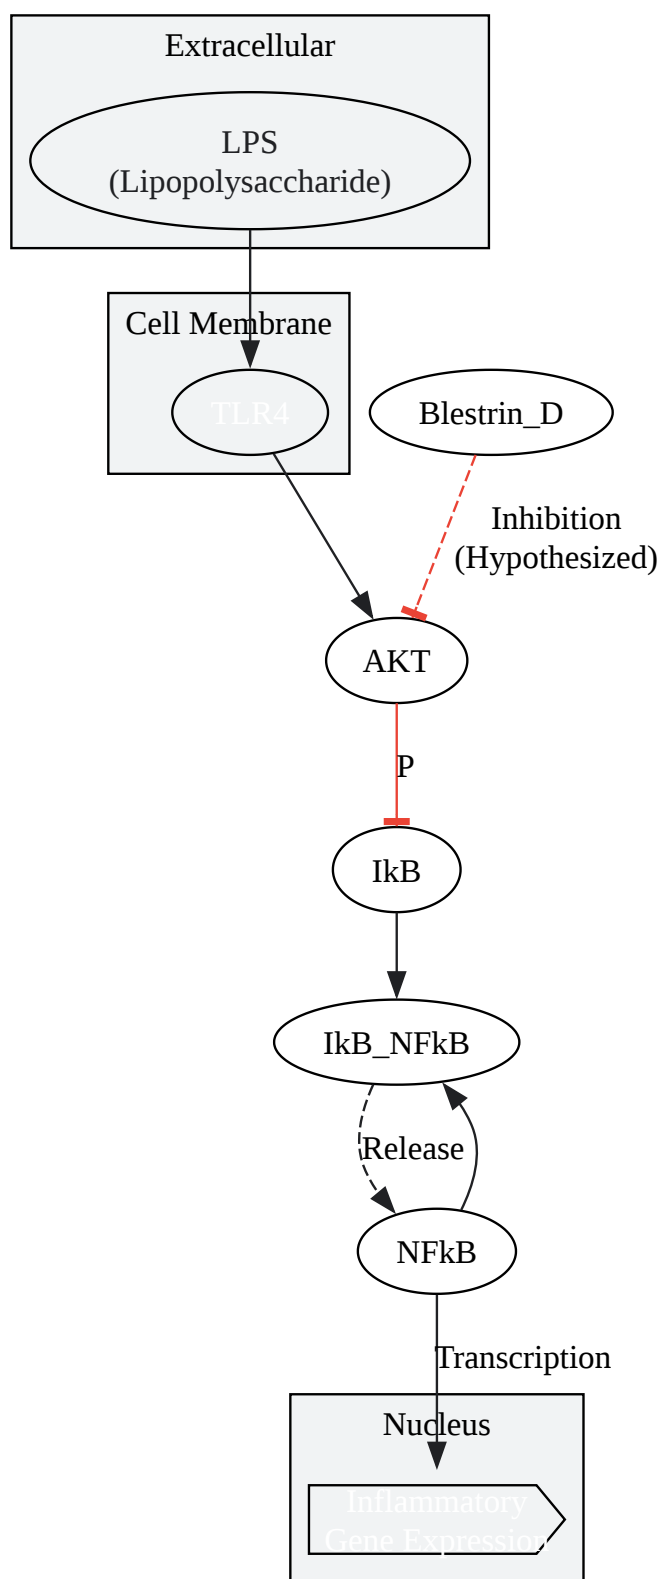 Extracellular
LPS
(Lipopolysaccharide)
Cell Membrane
TLR4
Blestrin_D
Inhibition
(Hypothesized)
AKT
P
IkB
IkB_NFkB
Release
NFkB
Transcription
Nucleus
Inflammatory
Gene Expression